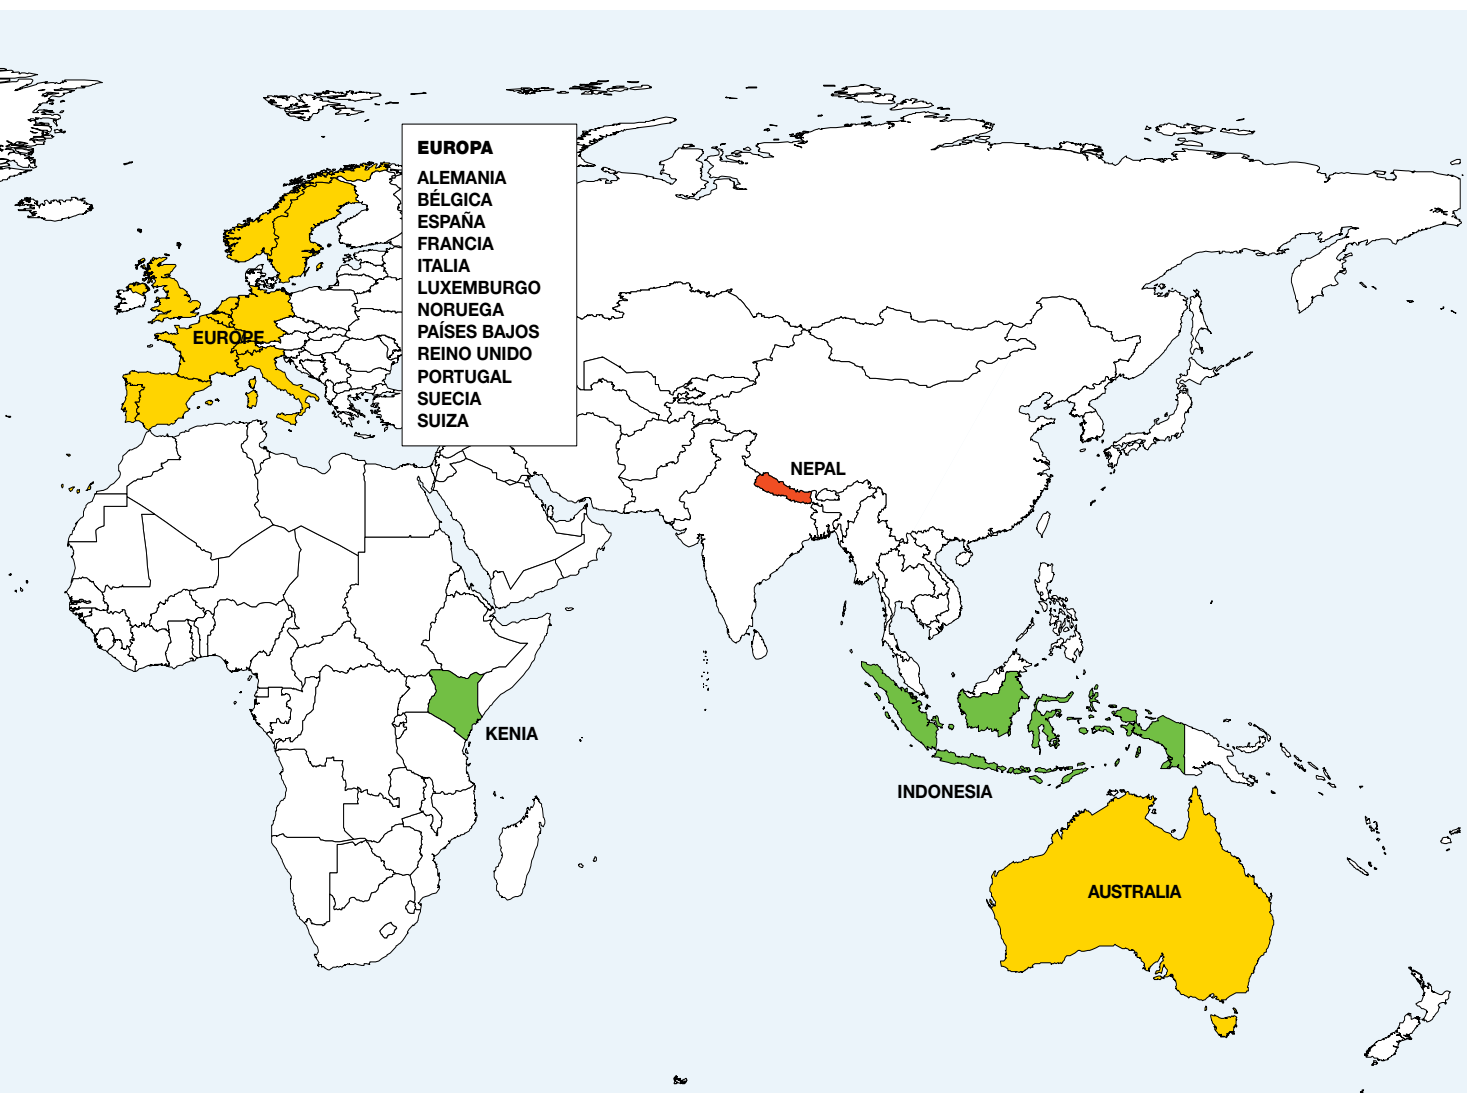 EUROPA
ALEMANIA
BÉLGICA
ESPAÑA
FRANCIA
ITALIA
LUXEMBURGO
NORUEGA
PAÍSES BAJOS
REINO UNIDO
PORTUGAL
SUECIA
SUIZA
EUROPE
NEPAL
KENIA
INDONESIA
AUSTRALIA